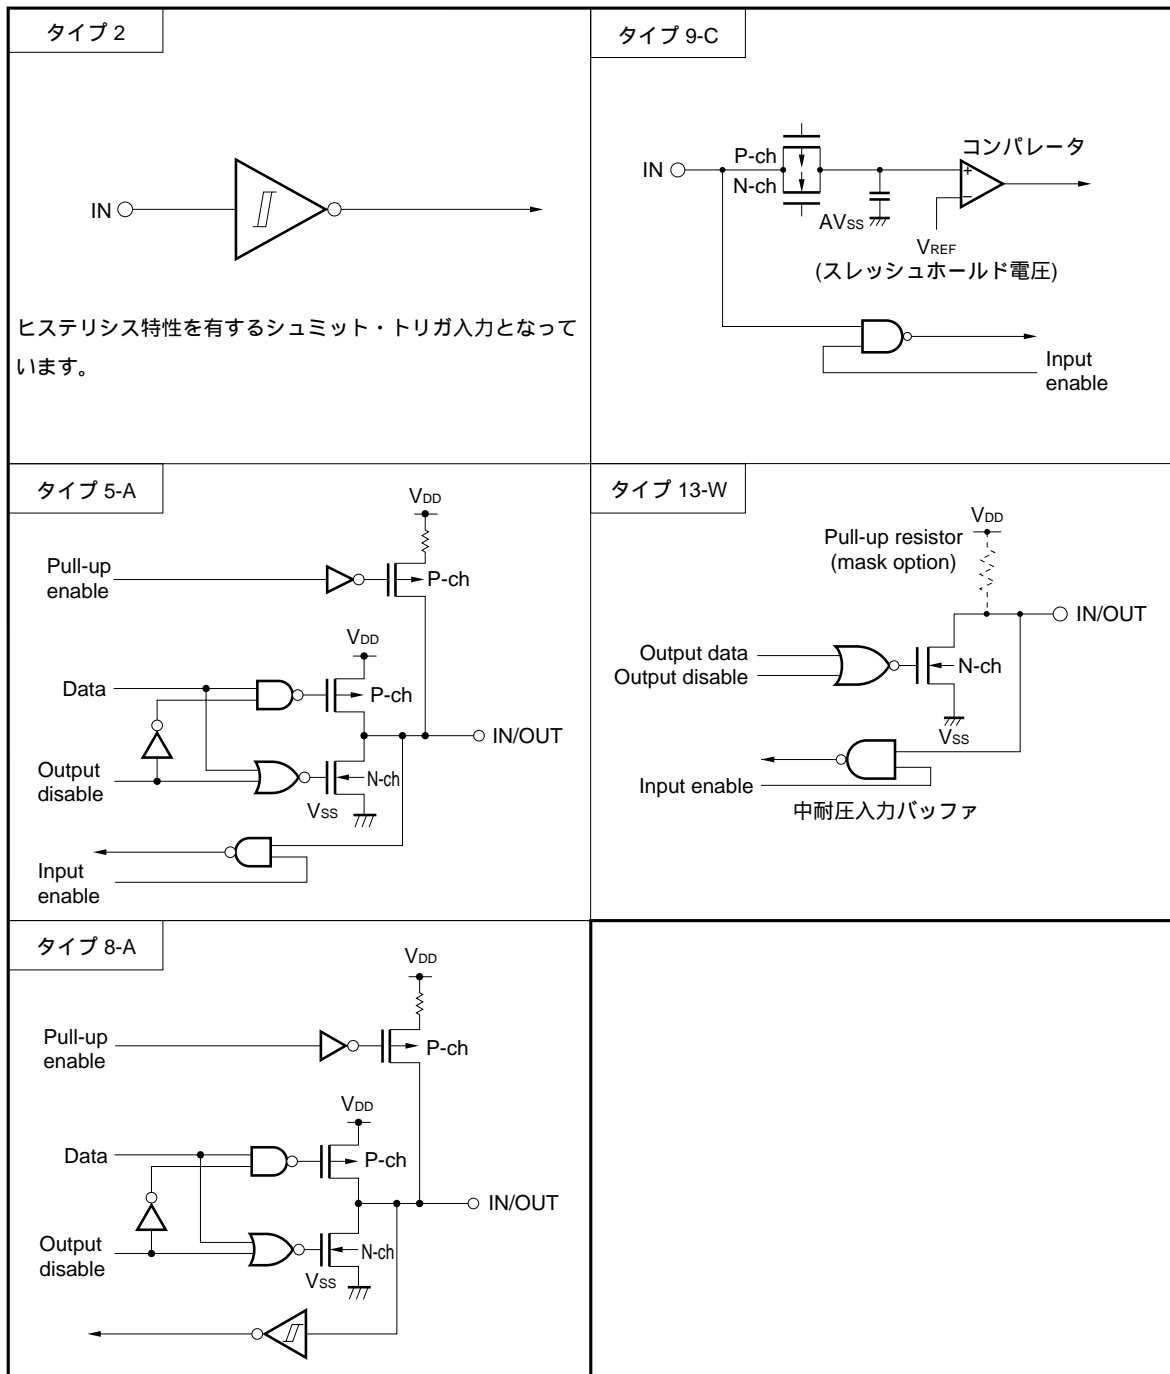 タイプ 2
IN
ヒステリシス特性を有するシュミット・トリガ入力となって
います。
タイプ 9-C
IN
P-ch
N-ch
コンパレータ
+
−
AVSS
VREF
(スレッシュホールド電圧)
Input
enable
タイプ 5-A
VDD
Pull-up
enable
P-ch
VDD
Data
P-ch
IN/OUT
Output
disable
N-ch
VSS
Input
enable
タイプ 13-W
VDD
Pull-up resistor
(mask option)
IN/OUT
Output data
Output disable
N-ch
VSS
Input enable
中耐圧入力バッファ
タイプ 8-A
VDD
Pull-up
enable
P-ch
VDD
Data
P-ch
IN/OUT
Output
disable
N-ch
VSS